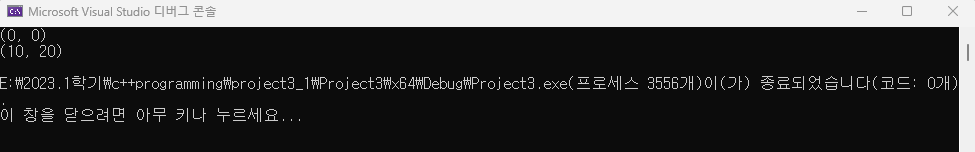 Microsoft Visual Studio 디버그 콘솔
(0, 0)
(10, 20)
E:₩2023.1학기₩c++programming₩project3_1₩Project3₩x64₩Debug₩Project3.exe(프로세스 3556개)이(가) 종료되었습니다(코드: 0개)
.
이 창을 닫으려면 아무 키나 누르세요...